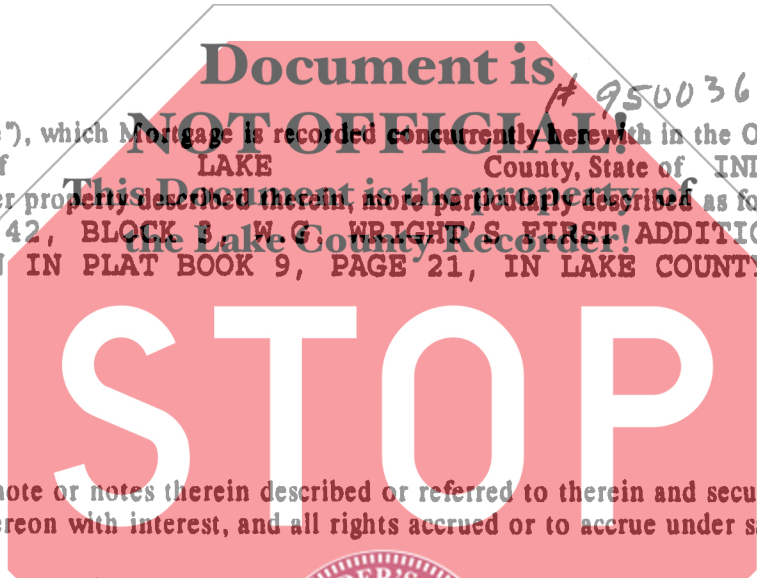 Document is
# 950036
e"), which Mortgage is recorded concurrently herewith in the O
NOT OFFICIAL!
f LAKE County, State of IND
This Document is the property of
er property described therein, more particularly described as fo
the Lake County Recorder!
42, BLOCK W.G. WRIGHT'S FIRST ADDITIO
N IN PLAT BOOK 9, PAGE 21, IN LAKE COUNTY
STOP
note or notes therein described or referred to therein and secu
ereon with interest, and all rights accrued or to accrue under sa
DER'S